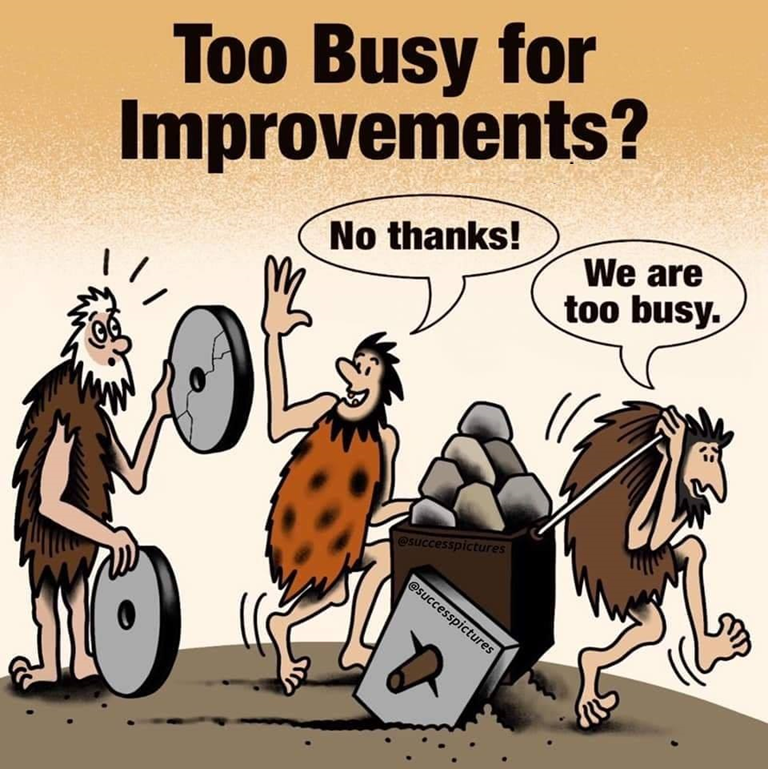 Too Busy for
Improvements?
No thanks!
We are
too busy.
@successpictures
@successpictures